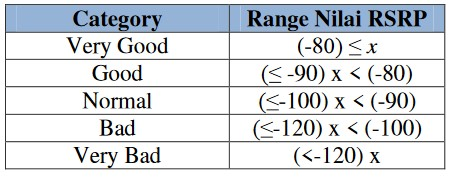 Category Range Nilai RSRP
Very Good (-80) ≤ x
Good (≤ -90) x < (-80)
Normal (≤-100) x < (-90)
Bad (≤-120) x < (-100)
Very Bad (<-120) x